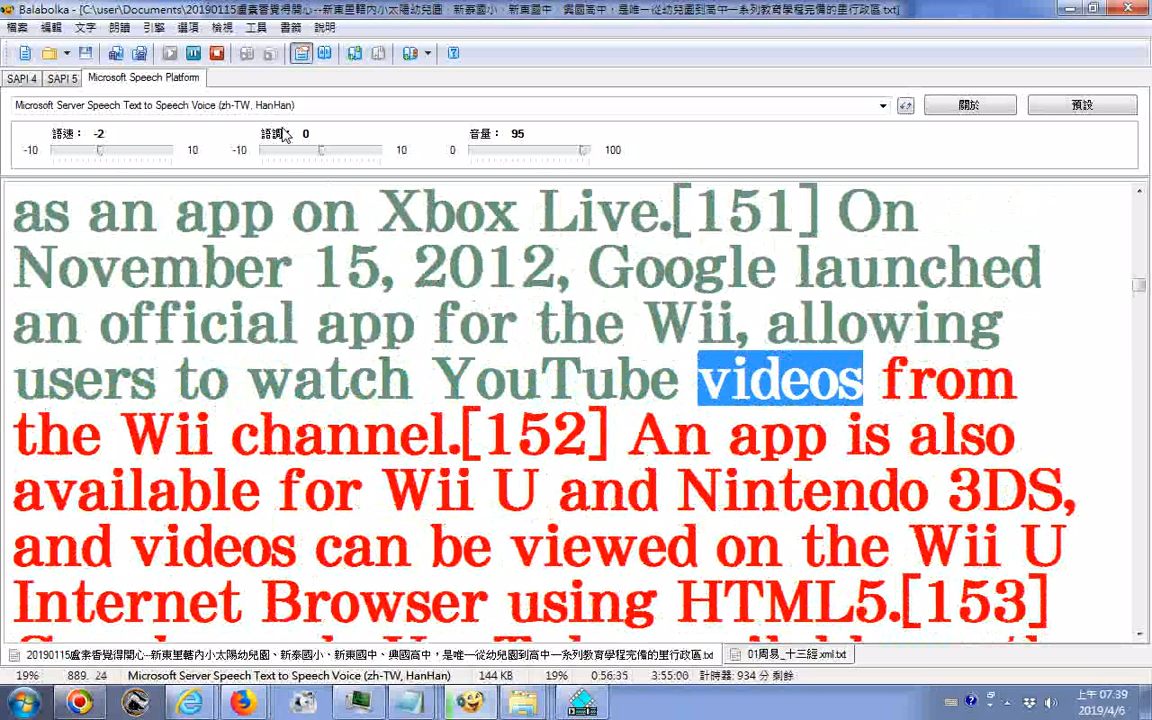 Balabolka - [C:\user\Documents\20190115盧素香覺得開心--新東里轄內小太陽幼兒園、新泰國小、新東國中、興國高中，是唯一從幼兒園到高中一系列教育學程完備的里行政區.txt]
檔案 編輯 文字 朗讀 引擎 選項 檢視 工具 書籤 說明
SAPI 4 SAPI 5 Microsoft Speech Platform
Microsoft Server Speech Text to Speech Voice (zh-TW, HanHan) 關於 預設
語速： -2 語調： 0 音量： 95
-10 10 -10 10 0 100
as an app on Xbox Live.[151] On
November 15, 2012, Google launched
an official app for the Wii, allowing
users to watch YouTube videos from
the Wii channel.[152] An app is also
available for Wii U and Nintendo 3DS,
and videos can be viewed on the Wii U
Internet Browser using HTML5.[153]
20190115盧素香覺得開心--新東里轄內小太陽幼兒園、新泰國小、新東國中、興國高中，是唯一從幼兒園到高中一系列教育學程完備的里行政區.txt 01周易_十三經.xml.txt
19% 889. 24 Microsoft Server Speech Text to Speech Voice (zh-TW, HanHan) 144 KB 19% 0:56:35 3:55:00 計時器: 934 分 剩餘
上午 07:39
2019/4/6